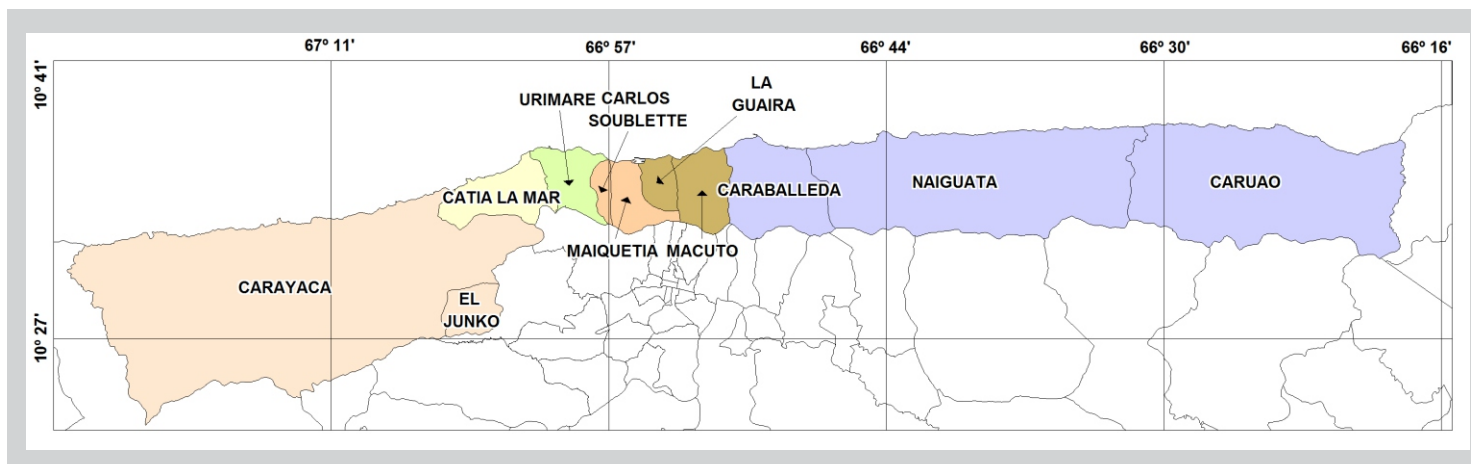 67º 11'
66º 57'
66º 44'
66º 30'
66º 16'
10º 41'
LA
GUAIRA
URIMARE
CARLOS
SOUBLETTE
CATIA LA MAR
CARABALLEDA
NAIGUATA
CARUAO
MAIQUETIA
MACUTO
CARAYACA
EL
JUNKO
10º 27'